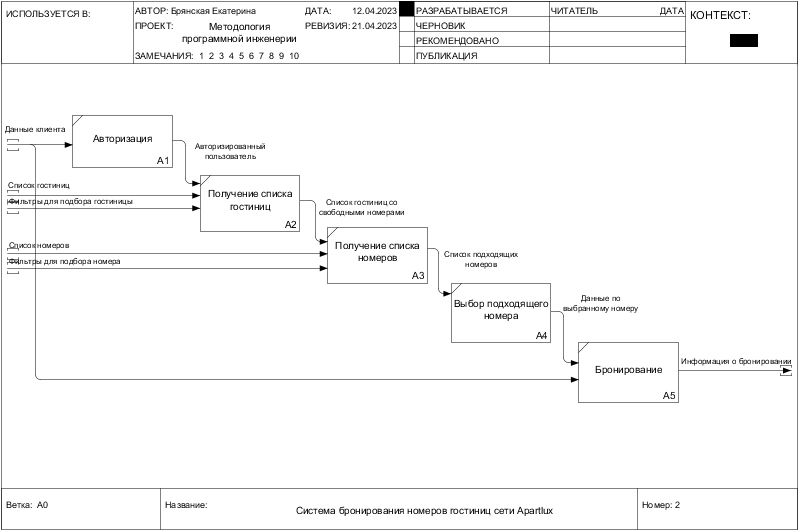 ИСПОЛЬЗУЕТСЯ В:
АВТОР: Брянская Екатерина
ДАТА: 12.04.2023
РАЗРАБАТЫВАЕТСЯ
ЧИТАТЕЛЬ
ДАТА
КОНТЕКСТ:
ПРОЕКТ: Методология
программной инженерии
РЕВИЗИЯ: 21.04.2023
ЧЕРНОВИК
РЕКОМЕНДОВАНО
ЗАМЕЧАНИЯ: 1 2 3 4 5 6 7 8 9 10
ПУБЛИКАЦИЯ
Данные клиента
Авторизация
A1
Авторизированный
пользователь
Список гостиниц
Фильтры для подбора гостиницы
Получение списка
гостиниц
A2
Список гостиниц со
свободными номерами
Список номеров
Фильтры для подбора номера
Получение списка
номеров
A3
Список подходящих
номеров
Выбор подходящего
номера
A4
Данные по
выбранному номеру
Бронирование
A5
Информация о бронировании
Ветка: A0
Название:
Система бронирования номеров гостиниц сети Apartlux
Номер: 2